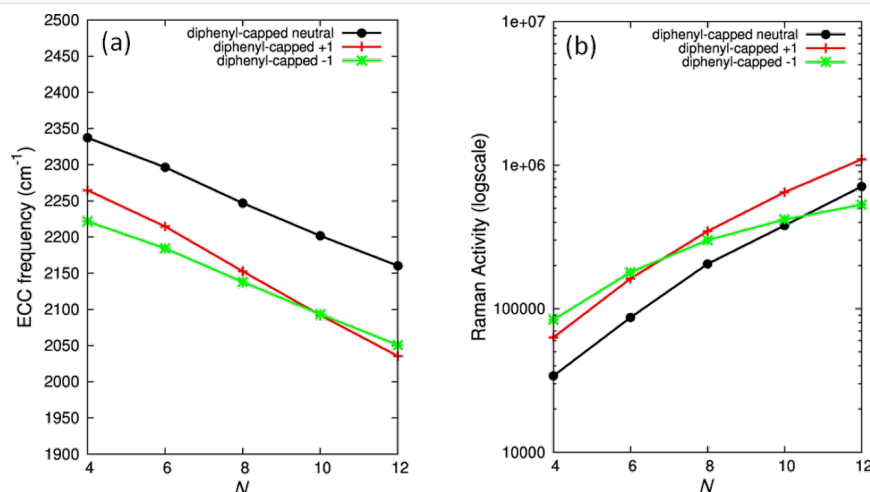 (a)
diphenyl-capped neutral
diphenyl-capped +1
diphenyl-capped -1
ECC frequency (cm-1)
2500
2450
2400
2350
2300
2250
2200
2150
2100
2050
2000
1950
1900
4 6 8 10 12
N
(b)
diphenyl-capped neutral
diphenyl-capped +1
diphenyl-capped -1
Raman Activity (logscale)
1e+07
1e+06
100000
10000
4 6 8 10 12
N